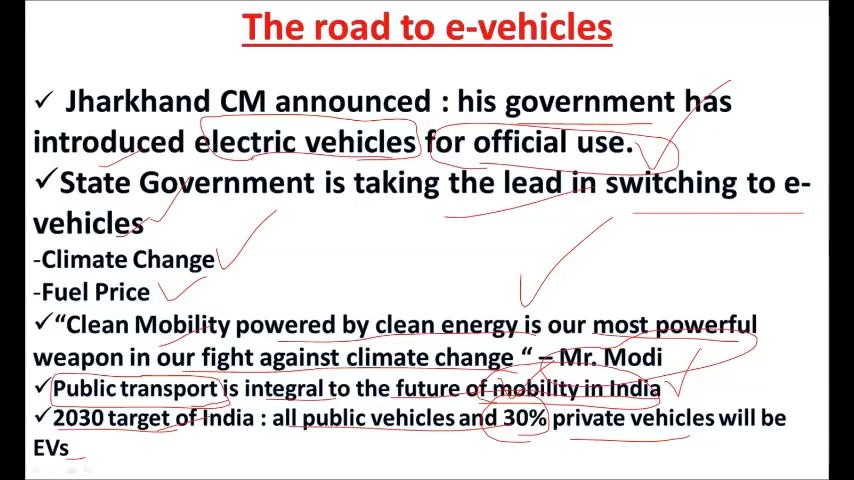 The road to e-vehicles
✓ Jharkhand CM announced : his government has
introduced electric vehicles for official use.
✓State Government is taking the lead in switching to e-
vehicles
-Climate Change
-Fuel Price
✓“Clean Mobility powered by clean energy is our most powerful
weapon in our fight against climate change “ – Mr. Modi
✓Public transport is integral to the future of mobility in India
✓2030 target of India : all public vehicles and 30% private vehicles will be
EVs